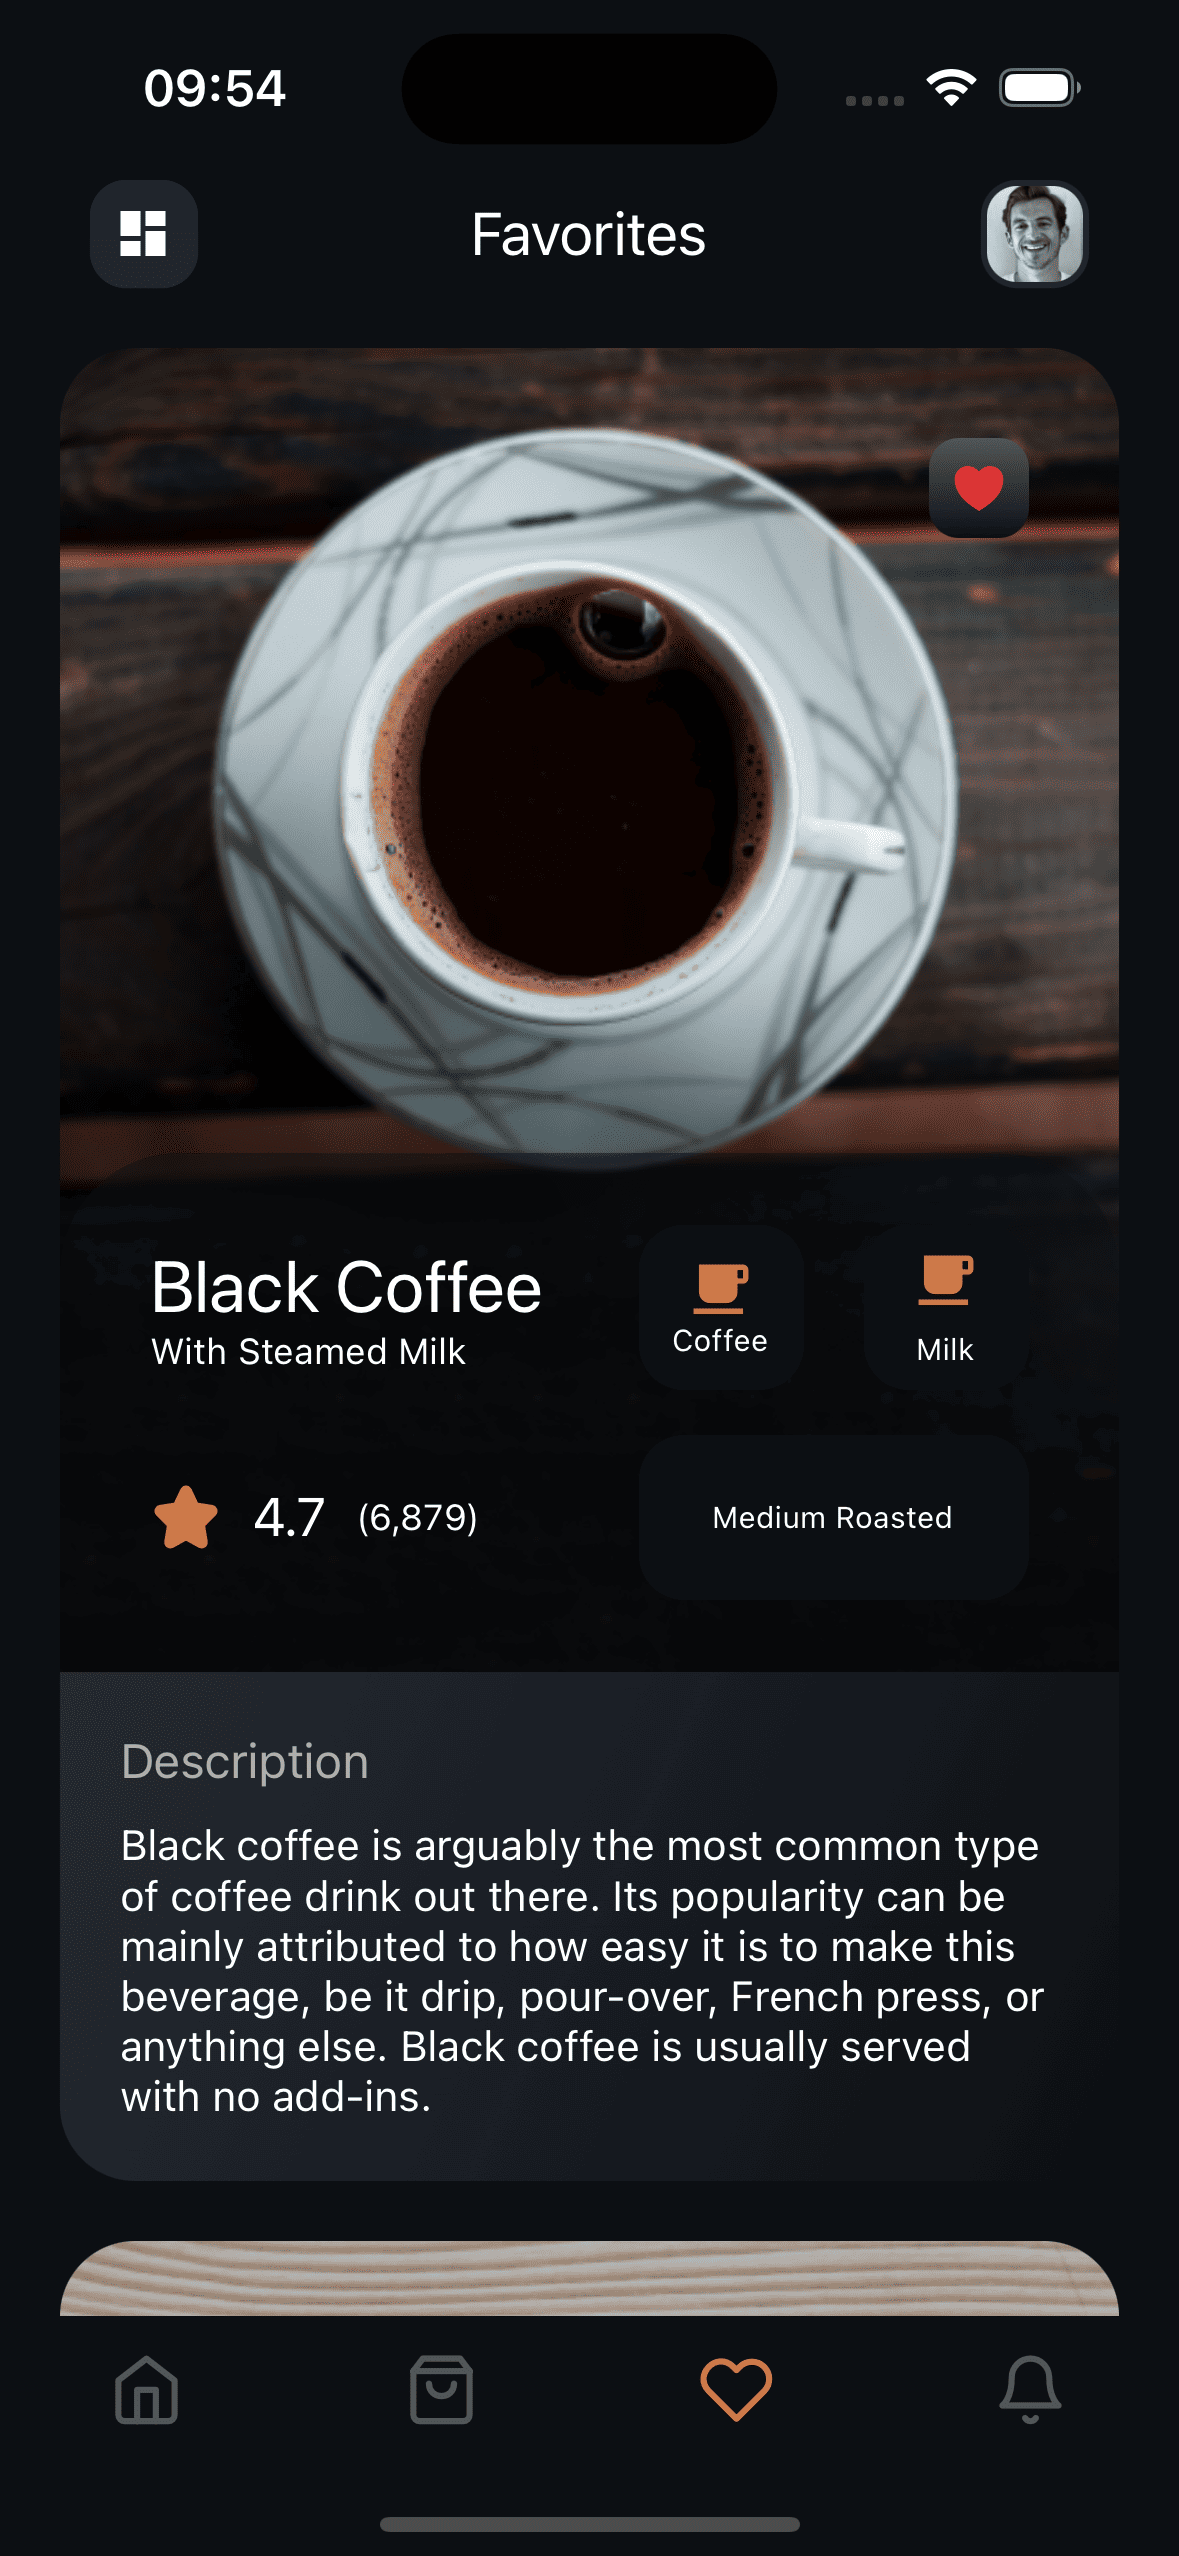 09:54
Favorites
Black Coffee
With Steamed Milk
Coffee
Milk
4.7 (6,879)
Medium Roasted
Description
Black coffee is arguably the most common type
of coffee drink out there. Its popularity can be
mainly attributed to how easy it is to make this
beverage, be it drip, pour-over, French press, or
anything else. Black coffee is usually served
with no add-ins.